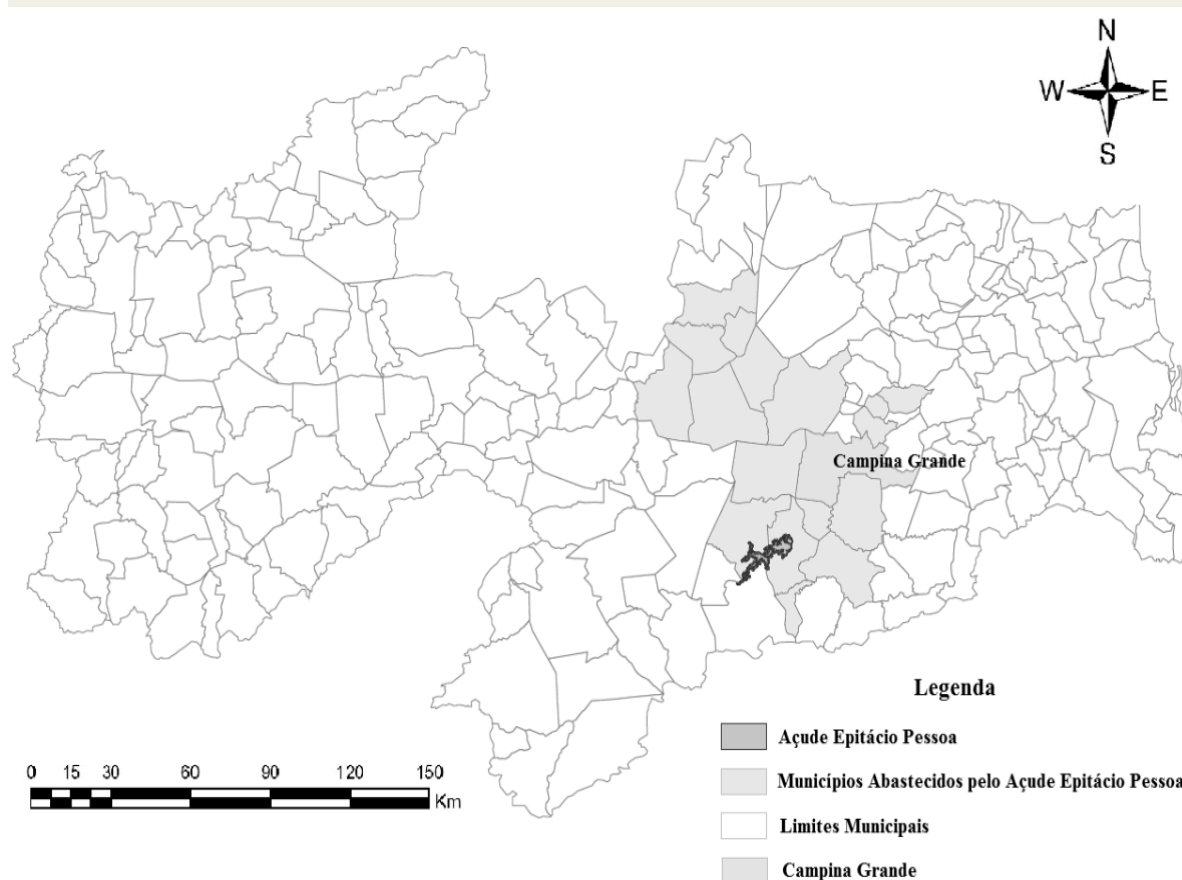 N
W E
S
Campina Grande
Legenda
Açude Epitácio Pessoa
Municípios Abastecidos pelo Açude Epitácio Pessoa
Limites Municipais
Campina Grande
0 15 30 60 90 120 150
Km